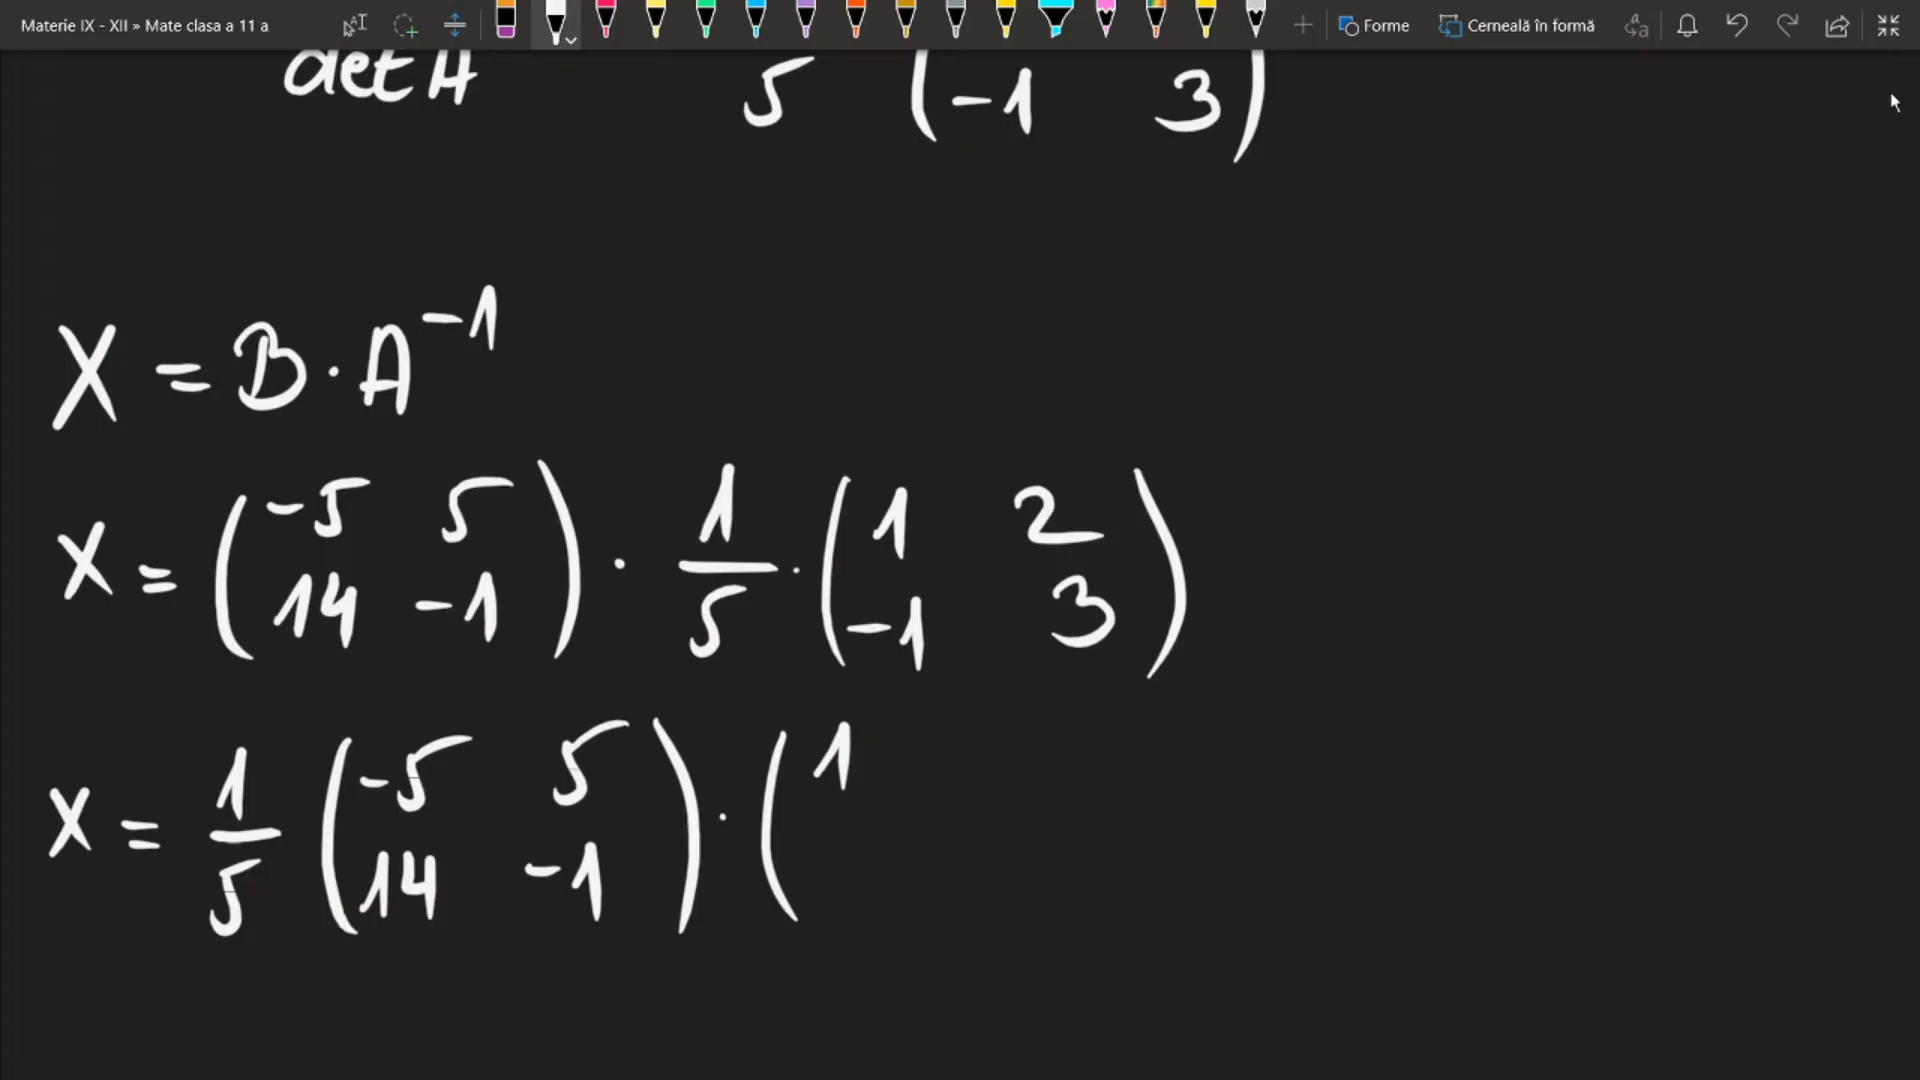 Materie IX - XII » Mate clasa a 11 a Forme Cerneală în formă
det A 5 ( -1 3 )
X = B · A^-1
X = ( -5 5 ; 14 -1 ) · 1/5 · ( 1 2 ; -1 3 )
X = 1/5 ( -5 5 ; 14 -1 ) · ( 1